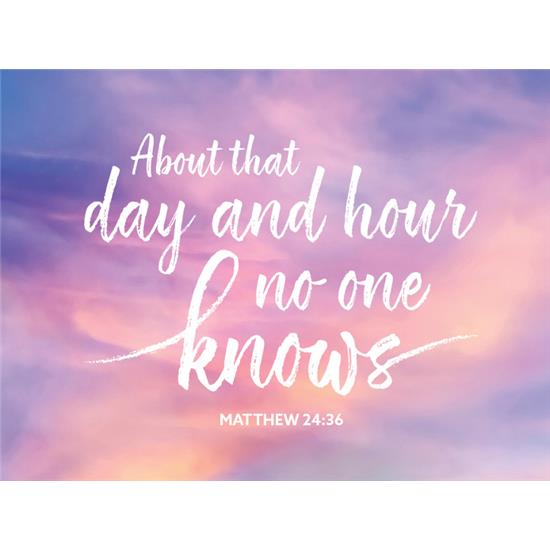 About that
day and hour
no one
knows
MATTHEW 24:36